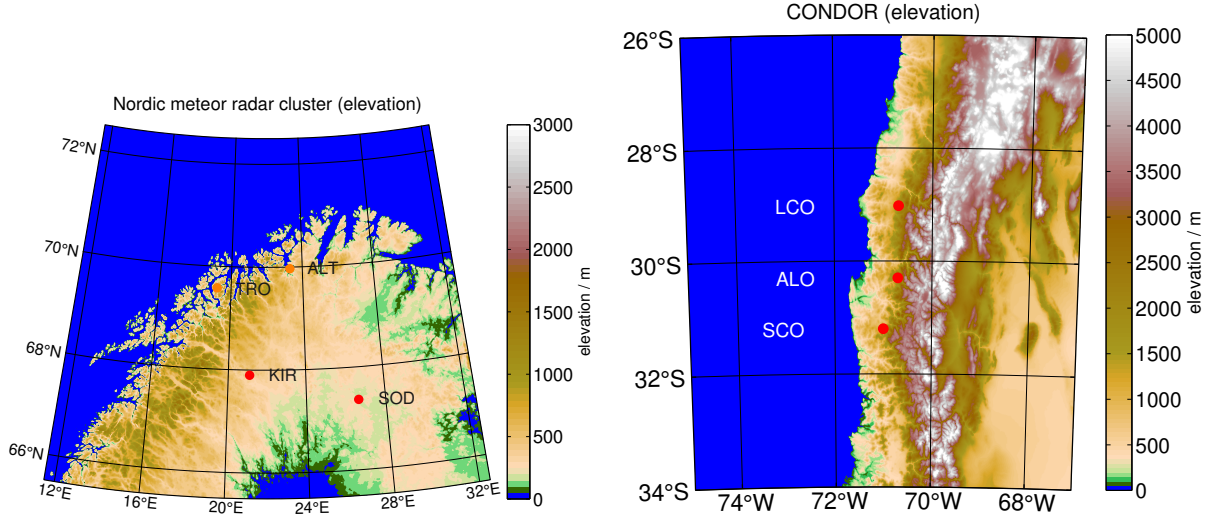 Nordic meteor radar cluster (elevation)
72°N
70°N
68°N
66°N
12°E
16°E
20°E
24°E
28°E
32°E
ALT
TRO
KIR
SOD
3000
2500
2000
1500
1000
500
0
elevation / m
CONDOR (elevation)
26°S
28°S
30°S
32°S
34°S
74°W
72°W
70°W
68°W
LCO
ALO
SCO
5000
4500
4000
3500
3000
2500
2000
1500
1000
500
0
elevation / m